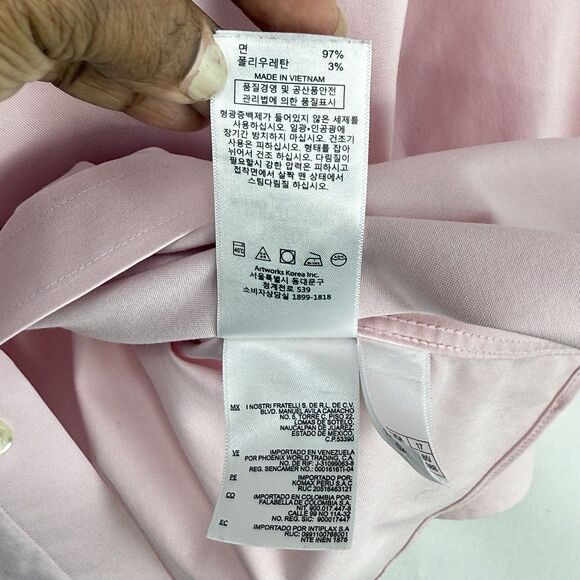 면 97%
폴리우레탄 3%
MADE IN VIETNAM
품질경영 및 공산품안전
관리법에 의한 품질표시
형광증백제가 들어있지 않은 세제를
사용하십시오. 일광•인공광에
장기간 방치하지 마십시오. 건조기
사용은 피하십시오. 형태를 잡아
뉘어서 건조 하십시오. 다림질이
필요할시 강한 압력은 피하시고
접착면에서 살짝 뗀 상태에서
스팀다림질 하십시오.
40℃
Artworks Korea Inc.
서울특별시 동대문구
청계천로 539
소비자상담실 1899-1818
MX I NOSTRI FRATELLI S. DE R.L. DE C.V.
BLVD. MANUEL AVILA CAMACHO
NO. 5, TORRE C, PISO 22,
LOMAS DE SOTELO,
NAUCALPAN DE JUAREZ,
ESTADO DE MEXICO,
C.P.53390
VE IMPORTADO EN VENEZUELA
POR PHOENIX WORLD TRADING, C.A.
NO. DE RIF: J-31099063-8
REG. SENCAMER NO.: 00016161T1-04
PE IMPORTADO EN PERU POR
KOMAX PERU S.A.C
RUC 20516463121
CO IMPORTADO EN COLOMBIA POR:
FALABELLA DE COLOMBIA S.A
NIT. 900.017.447-8
CALLE 99 NO 11A-32
NO. REG. SIC: 900017447
EC IMPORTADO POR INTIPLAX S.A
RUC: 0991100768001
NTE INEN 1875
17